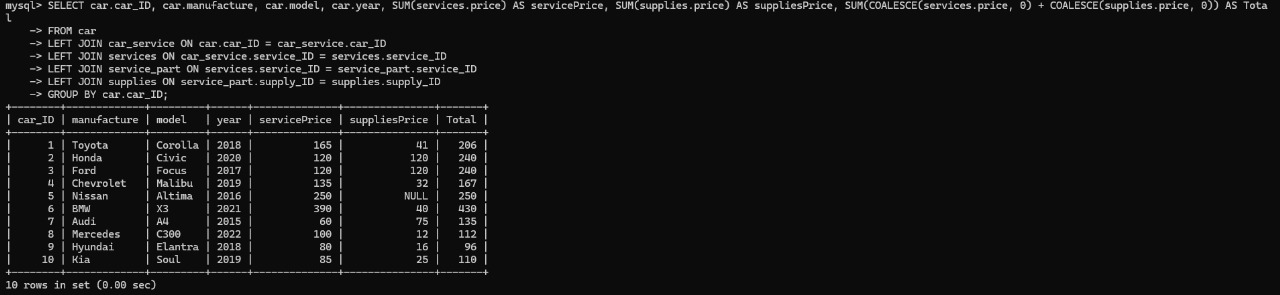 mysql> SELECT car.car_ID, car.manufacture, car.model, car.year, SUM(services.price) AS servicePrice, SUM(supplies.price) AS suppliesPrice, SUM(COALESCE(services.price, 0) + COALESCE(supplies.price, 0)) AS Tota
l
    -> FROM car
    -> LEFT JOIN car_service ON car.car_ID = car_service.car_ID
    -> LEFT JOIN services ON car_service.service_ID = services.service_ID
    -> LEFT JOIN service_part ON services.service_ID = service_part.service_ID
    -> LEFT JOIN supplies ON service_part.supply_ID = supplies.supply_ID
    -> GROUP BY car.car_ID;
+--------+-------------+---------+------+--------------+---------------+-------+
| car_ID | manufacture | model   | year | servicePrice | suppliesPrice | Total |
+--------+-------------+---------+------+--------------+---------------+-------+
|      1 | Toyota      | Corolla | 2018 |          165 |            41 |   206 |
|      2 | Honda       | Civic   | 2020 |          120 |           120 |   240 |
|      3 | Ford        | Focus   | 2017 |          120 |           120 |   240 |
|      4 | Chevrolet   | Malibu  | 2019 |          135 |            32 |   167 |
|      5 | Nissan      | Altima  | 2016 |          250 |          NULL |   250 |
|      6 | BMW         | X3      | 2021 |          390 |            40 |   430 |
|      7 | Audi        | A4      | 2015 |           60 |            75 |   135 |
|      8 | Mercedes    | C300    | 2022 |          100 |            12 |   112 |
|      9 | Hyundai     | Elantra | 2018 |           80 |            16 |    96 |
|     10 | Kia         | Soul    | 2019 |           85 |            25 |   110 |
+--------+-------------+---------+------+--------------+---------------+-------+
10 rows in set (0.00 sec)